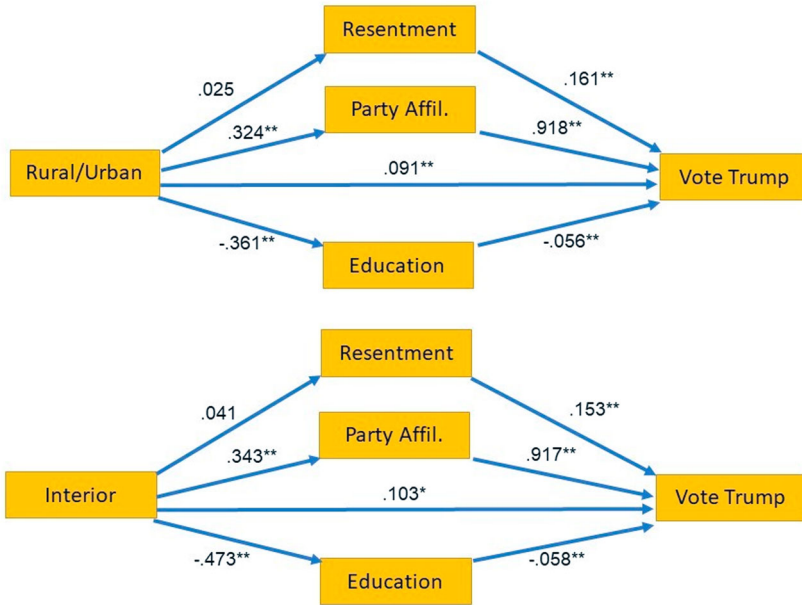 Resentment
.025
.161**
Party Affil.
.324**
.918**
Rural/Urban
.091**
Vote Trump
-.361**
Education
-.056**
Resentment
.041
.153**
Party Affil.
.343**
.917**
Interior
.103*
Vote Trump
-.473**
Education
-.058**